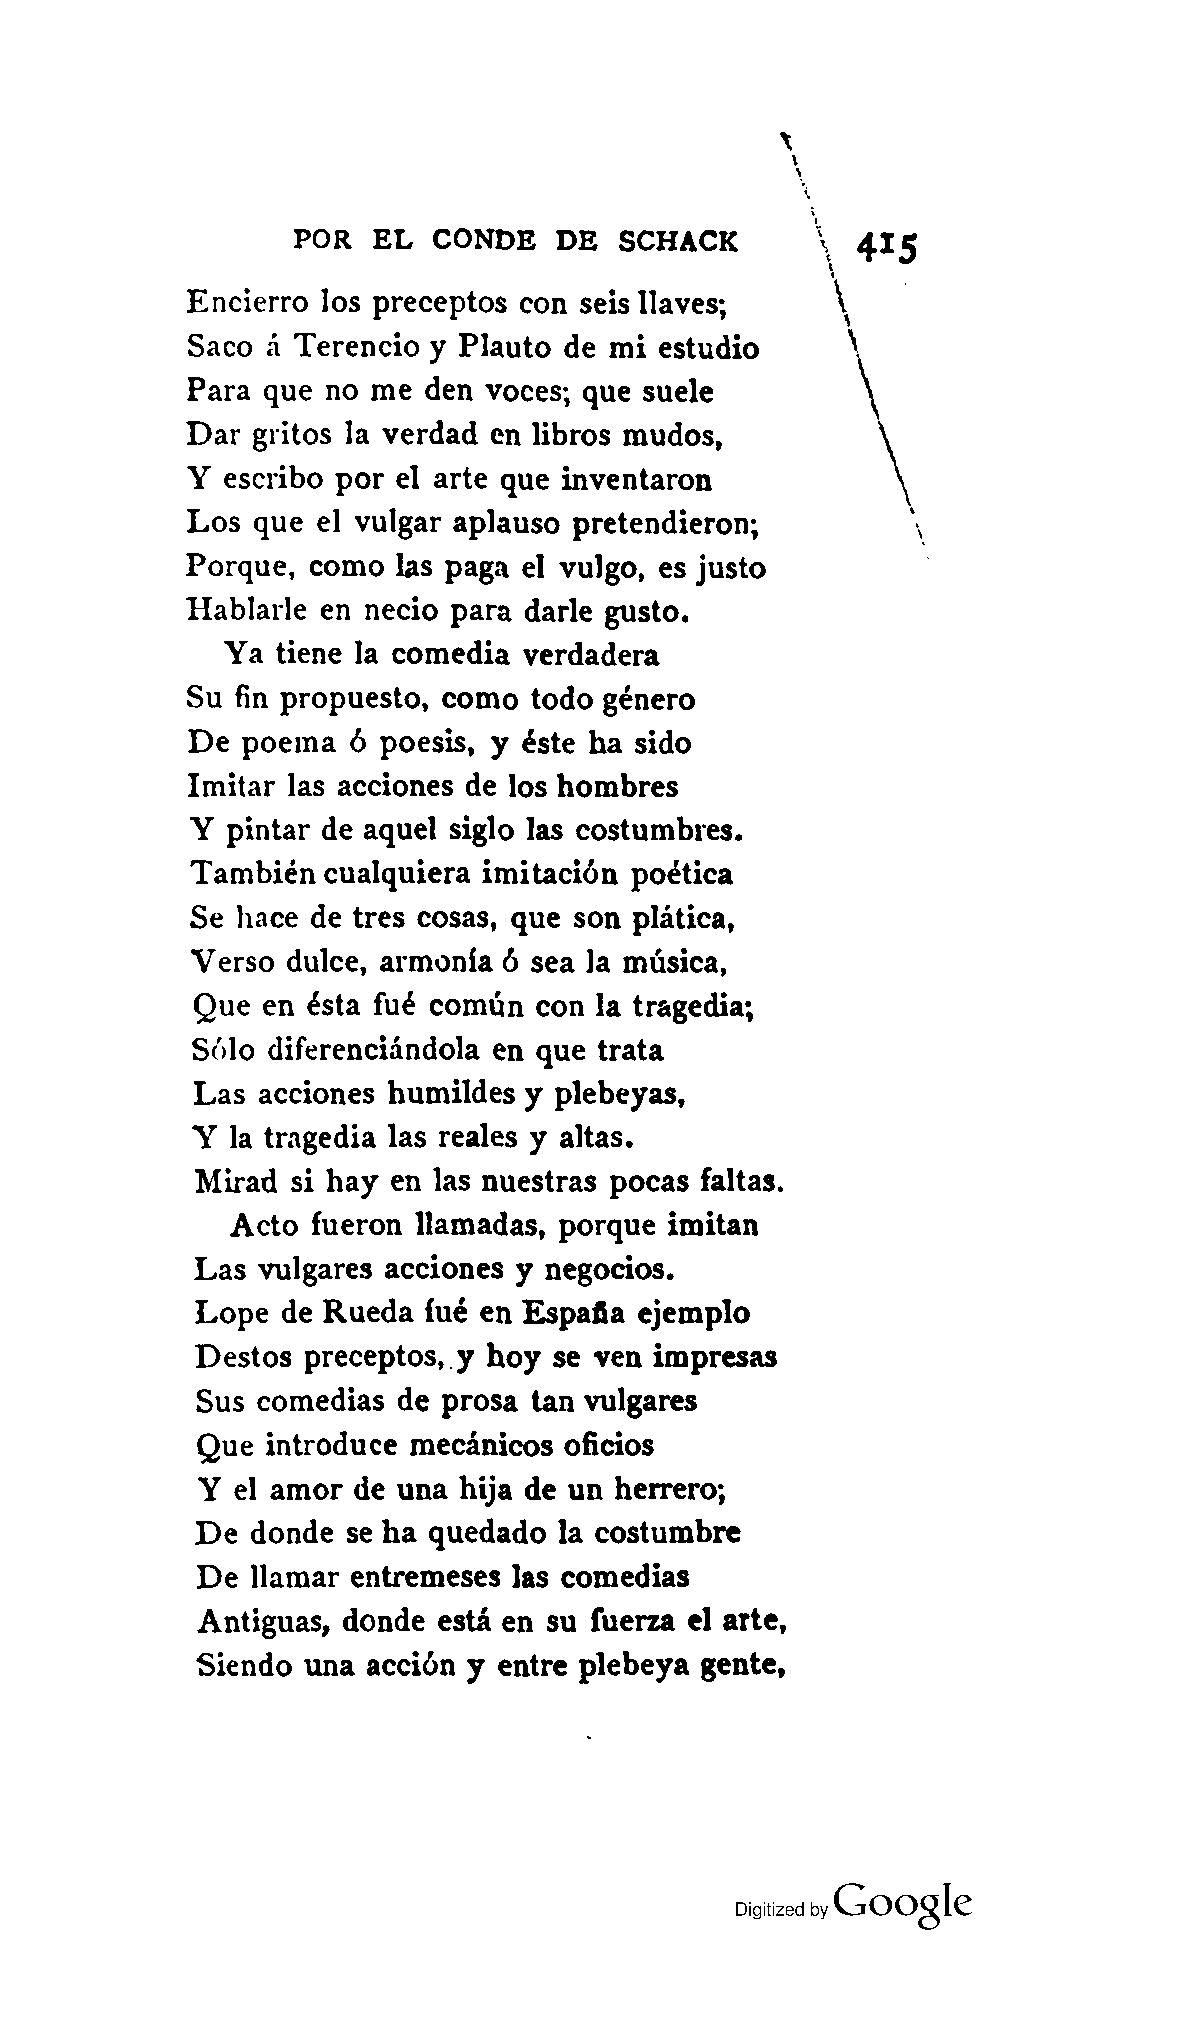 POR EL CONDE DE SCHACK 415
Encierro los preceptos con seis llaves;
Saco á Terencio y Plauto de mi estudio
Para que no me den voces; que suele
Dar gritos la verdad en libros mudos,
Y escribo por el arte que inventaron
Los que el vulgar aplauso pretendieron;
Porque, como las paga el vulgo, es justo
Hablarle en necio para darle gusto.
Ya tiene la comedia verdadera
Su fin propuesto, como todo género
De poema ó poesis, y éste ha sido
Imitar las acciones de los hombres
Y pintar de aquel siglo las costumbres.
También cualquiera imitación poética
Se hace de tres cosas, que son plática,
Verso dulce, armonía ó sea la música,
Que en ésta fué común con la tragedia;
Sólo diferenciándola en que trata
Las acciones humildes y plebeyas,
Y la tragedia las reales y altas.
Mirad si hay en las nuestras pocas faltas.
Acto fueron llamadas, porque imitan
Las vulgares acciones y negocios.
Lope de Rueda fué en España ejemplo
Destos preceptos, y hoy se ven impresas
Sus comedias de prosa tan vulgares
Que introduce mecánicos oficios
Y el amor de una hija de un herrero;
De donde se ha quedado la costumbre
De llamar entremeses las comedias
Antiguas, donde está en su fuerza el arte,
Siendo una acción y entre plebeya gente,
Digitized by Google